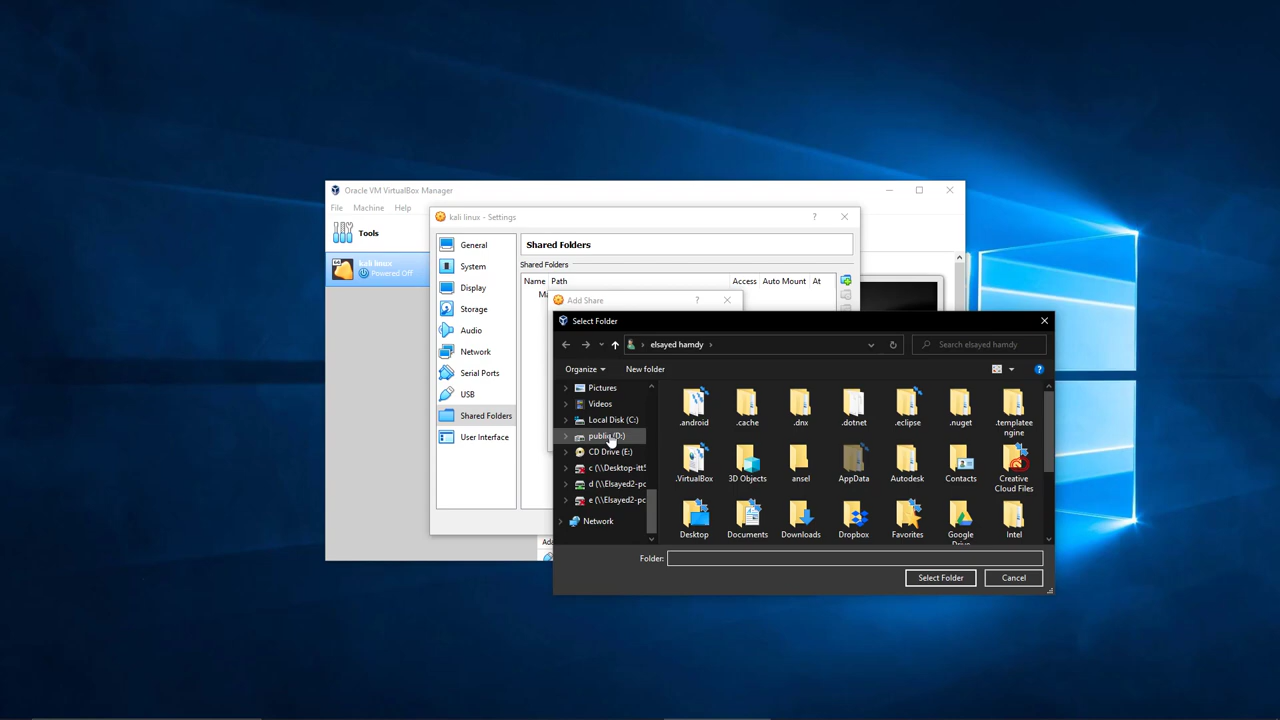 Oracle VM VirtualBox Manager
File Machine Help
Tools
kali linux
Powered Off
kali linux - Settings
?
General
System
Display
Storage
Audio
Network
Serial Ports
USB
Shared Folders
User Interface
Shared Folders
Shared Folders
Name Path Access Auto Mount At
Ma
Add Share
?
Select Folder
elsayed hamdy
Search elsayed hamdy
Organize
New folder
?
Pictures
Videos
Local Disk (C:)
public (D:)
CD Drive (E:)
c (\\Desktop-itt5
d (\\Elsayed2-pc
e (\\Elsayed2-pc
Network
.android .cache .dnx .dotnet .eclipse .nuget .templateengine
.VirtualBox 3D Objects ansel AppData Autodesk Contacts Creative Cloud Files
Desktop Documents Downloads Dropbox Favorites Google Drive Intel
Folder:
Select Folder
Cancel